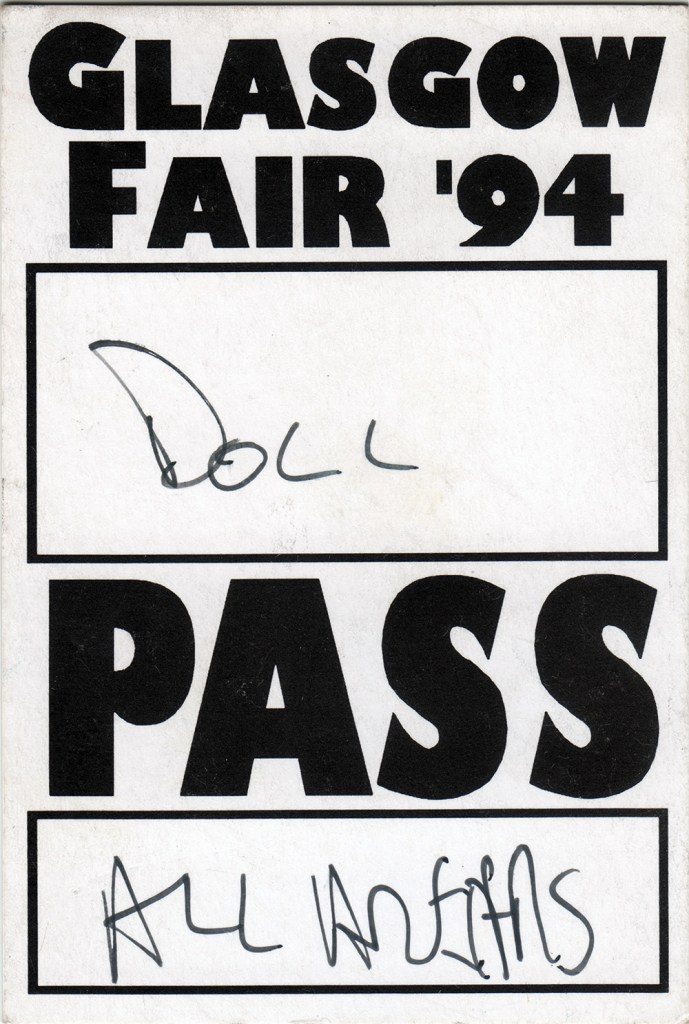 GLASGOW
FAIR '94
DOLL
PASS
ALL AREAS